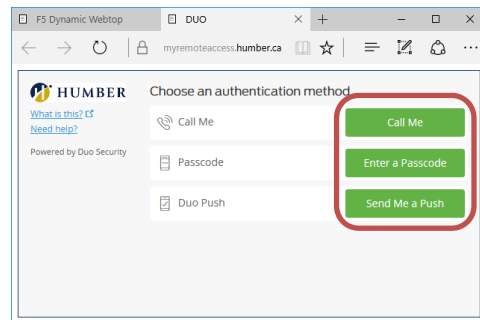 F5 Dynamic Webtop
DUO
myremoteaccess.humber.ca
HUMBER
What is this?
Need help?
Powered by Duo Security
Choose an authentication method
Call Me
Call Me
Passcode
Enter a Passcode
Duo Push
Send Me a Push